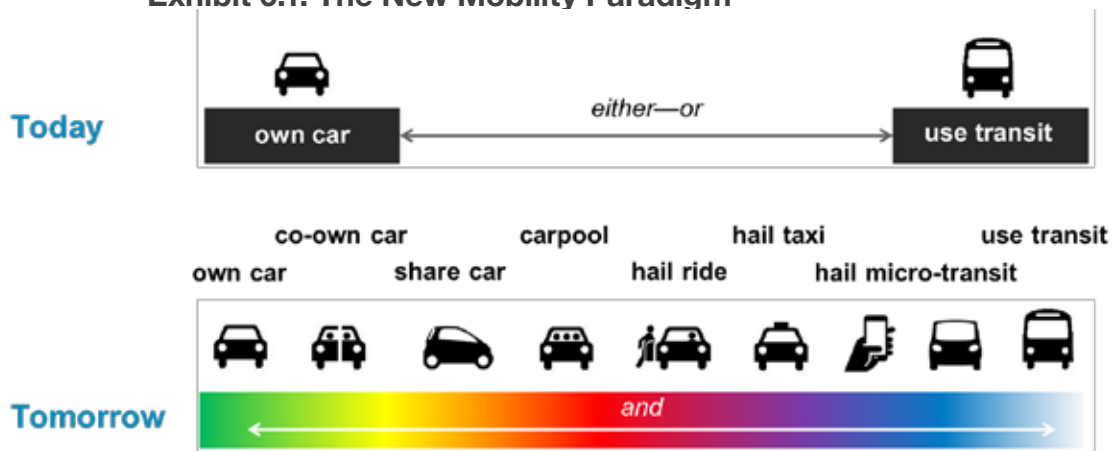 Exhibit 6.1. The New Mobility Paradigm
Today
own car
either—or
use transit
co-own car carpool hail taxi use transit
own car share car hail ride hail micro-transit
Tomorrow
and